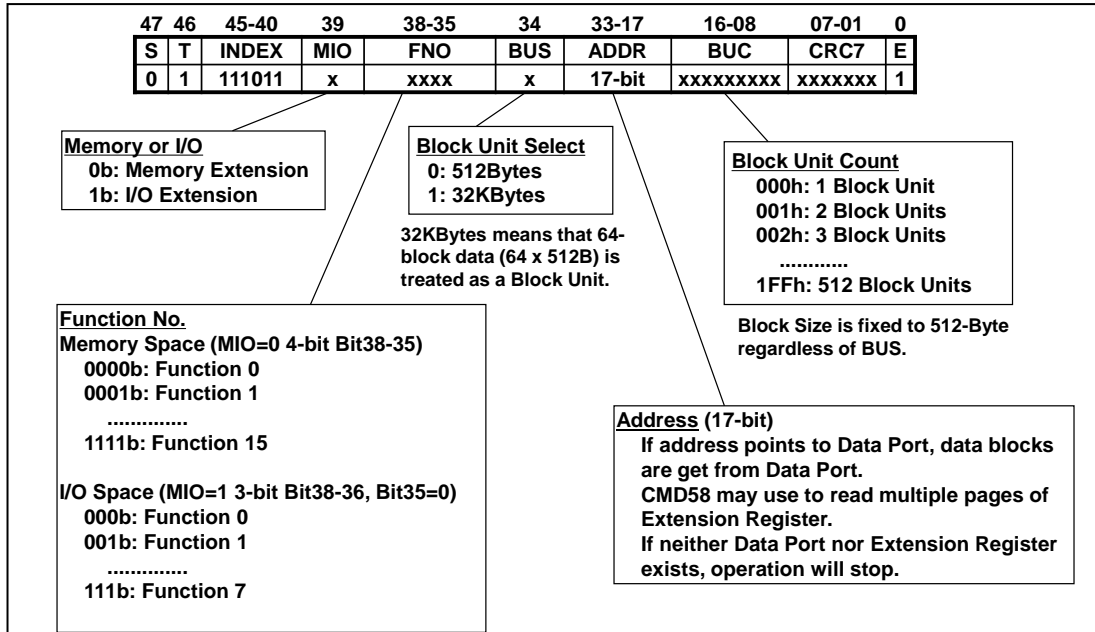 47 46 45-40 39 38-35 34 33-17 16-08 07-01 0
S T INDEX MIO FNO BUS ADDR BUC CRC7 E
0 1 111011 x xxxx x 17-bit xxxxxxxxx xxxxxxx 1
Memory or I/O
0b: Memory Extension
1b: I/O Extension
Block Unit Select
0: 512Bytes
1: 32KBytes
32KBytes means that 64-
block data (64 x 512B) is
treated as a Block Unit.
Block Unit Count
000h: 1 Block Unit
001h: 2 Block Units
002h: 3 Block Units
............
1FFh: 512 Block Units
Block Size is fixed to 512-Byte
regardless of BUS.
Function No.
Memory Space (MIO=0 4-bit Bit38-35)
0000b: Function 0
0001b: Function 1
..............
1111b: Function 15
I/O Space (MIO=1 3-bit Bit38-36, Bit35=0)
000b: Function 0
001b: Function 1
..............
111b: Function 7
Address (17-bit)
If address points to Data Port, data blocks
are get from Data Port.
CMD58 may use to read multiple pages of
Extension Register.
If neither Data Port nor Extension Register
exists, operation will stop.